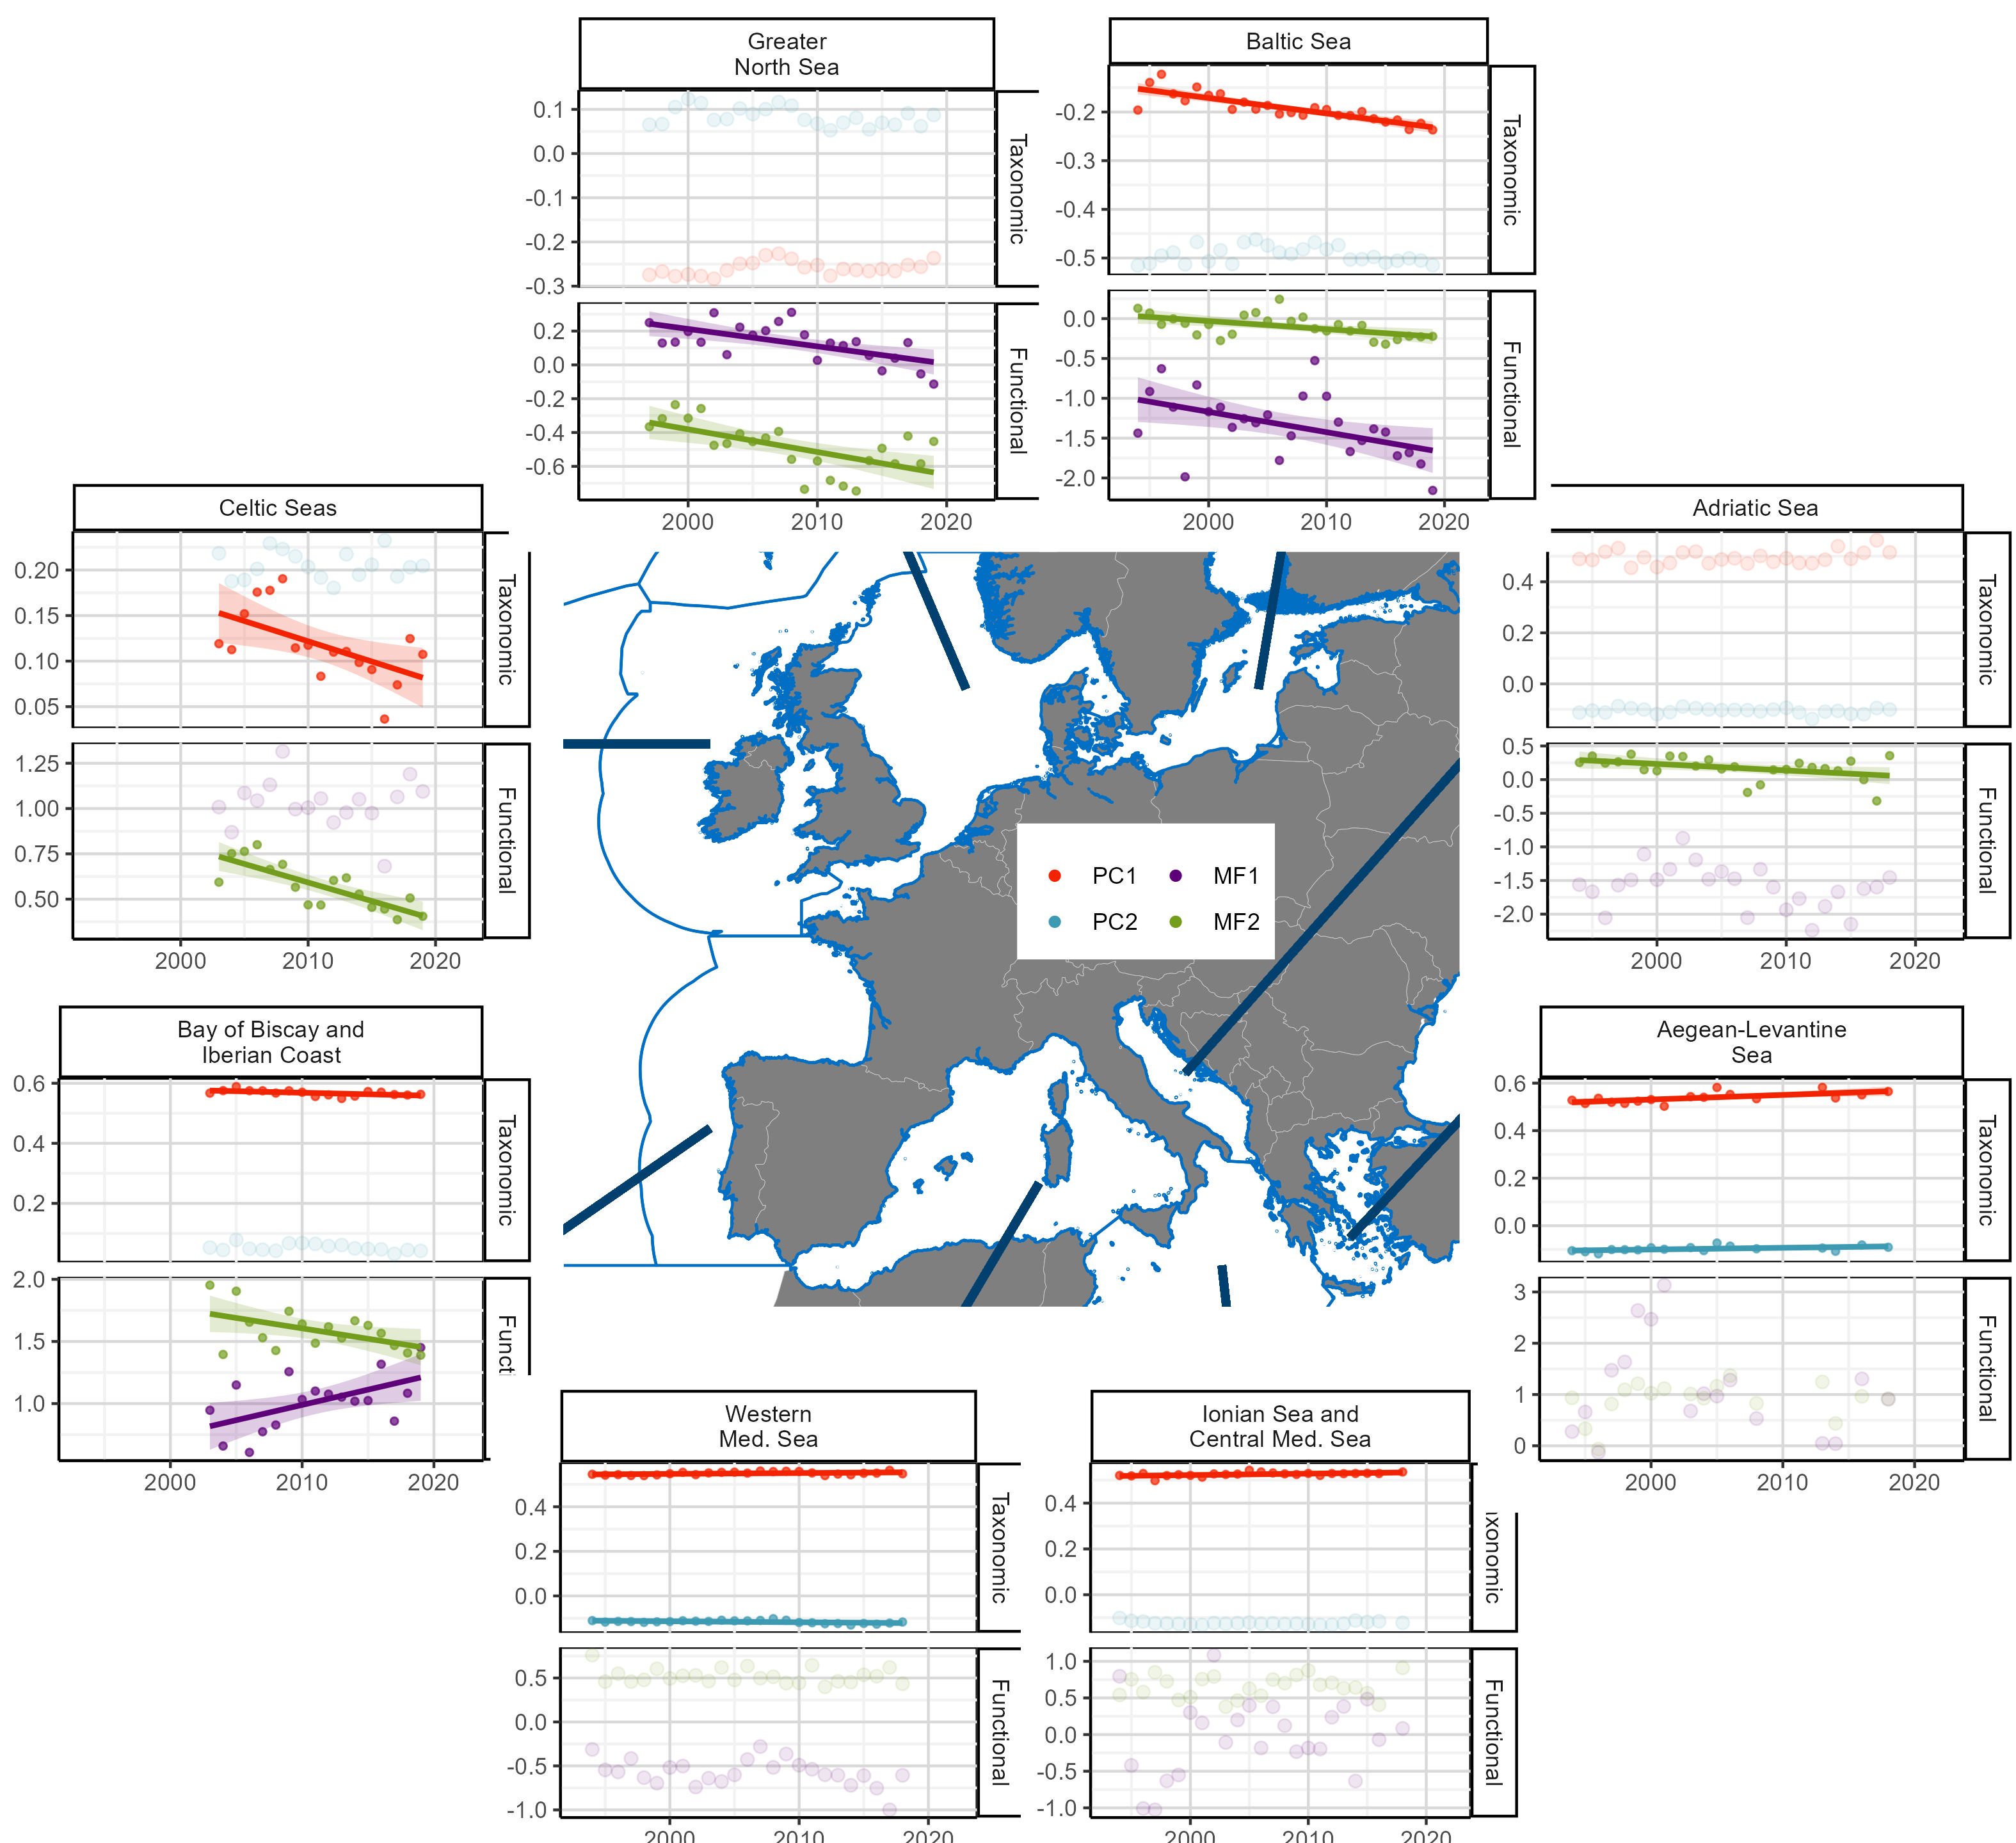 Greater
North Sea
0.1
0.0
-0.1
-0.2
-0.3
Taxonomic
0.2
0.0
-0.2
-0.4
-0.6
Functional
2000
2010
2020
Baltic Sea
-0.2
-0.3
-0.4
-0.5
Taxonomic
0.0
-0.5
-1.0
-1.5
-2.0
Functional
2000
2010
2020
Celtic Seas
0.20
0.15
0.10
0.05
Taxonomic
1.25
1.00
0.75
0.50
Functional
2000
2010
2020
Adriatic Sea
0.4
0.2
0.0
Taxonomic
0.5
0.0
-0.5
-1.0
-1.5
-2.0
Functional
2000
2010
2020
PC1
MF1
PC2
MF2
Bay of Biscay and
Iberian Coast
0.6
0.4
0.2
Taxonomic
2.0
1.5
1.0
Functi
2000
2010
2020
Aegean-Levantine
Sea
0.6
0.4
0.2
0.0
Taxonomic
3
2
1
0
Functional
2000
2010
2020
Western
Med. Sea
0.4
0.2
0.0
Taxonomic
0.5
0.0
-0.5
-1.0
Functional
2000
2010
2020
Ionian Sea and
Central Med. Sea
0.4
0.2
0.0
axonomic
1.0
0.5
0.0
-0.5
-1.0
Functional
2000
2010
2020